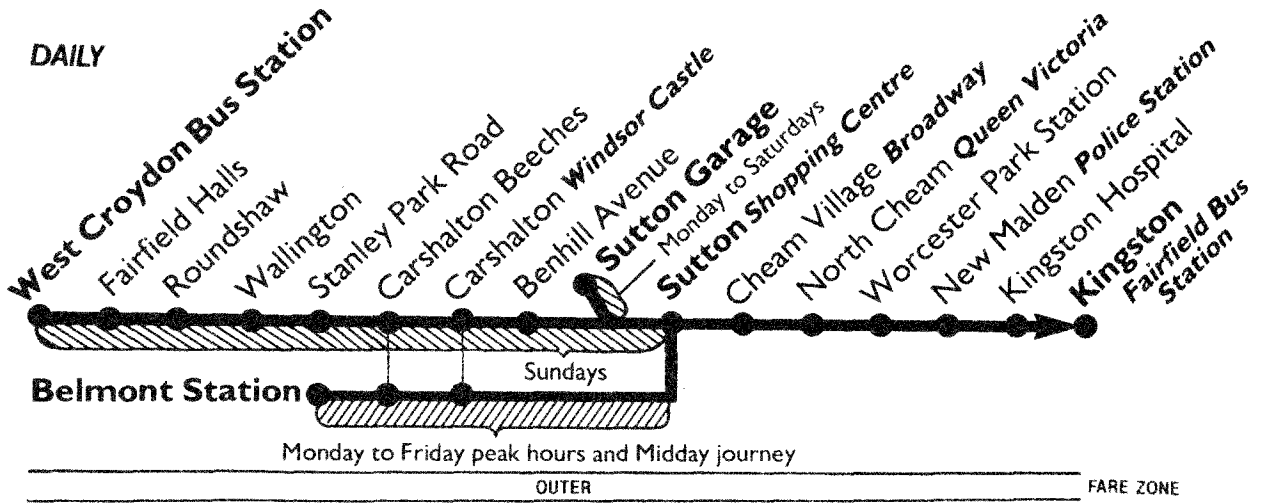 DAILY
West Croydon Bus Station
Fairfield Halls
Roundshaw
Wallington
Stanley Park Road
Carshalton Beeches
Carshalton Windsor Castle
Benhill Avenue
Sutton Garage
Monday to Saturdays
Sutton Shopping Centre
Cheam Village Broadway
North Cheam Queen Victoria
Worcester Park Station
New Malden Police Station
Kingston Hospital
Kingston
Fairfield Bus
Station
Sundays
Belmont Station
Monday to Friday peak hours and Midday journey
OUTER
FARE ZONE